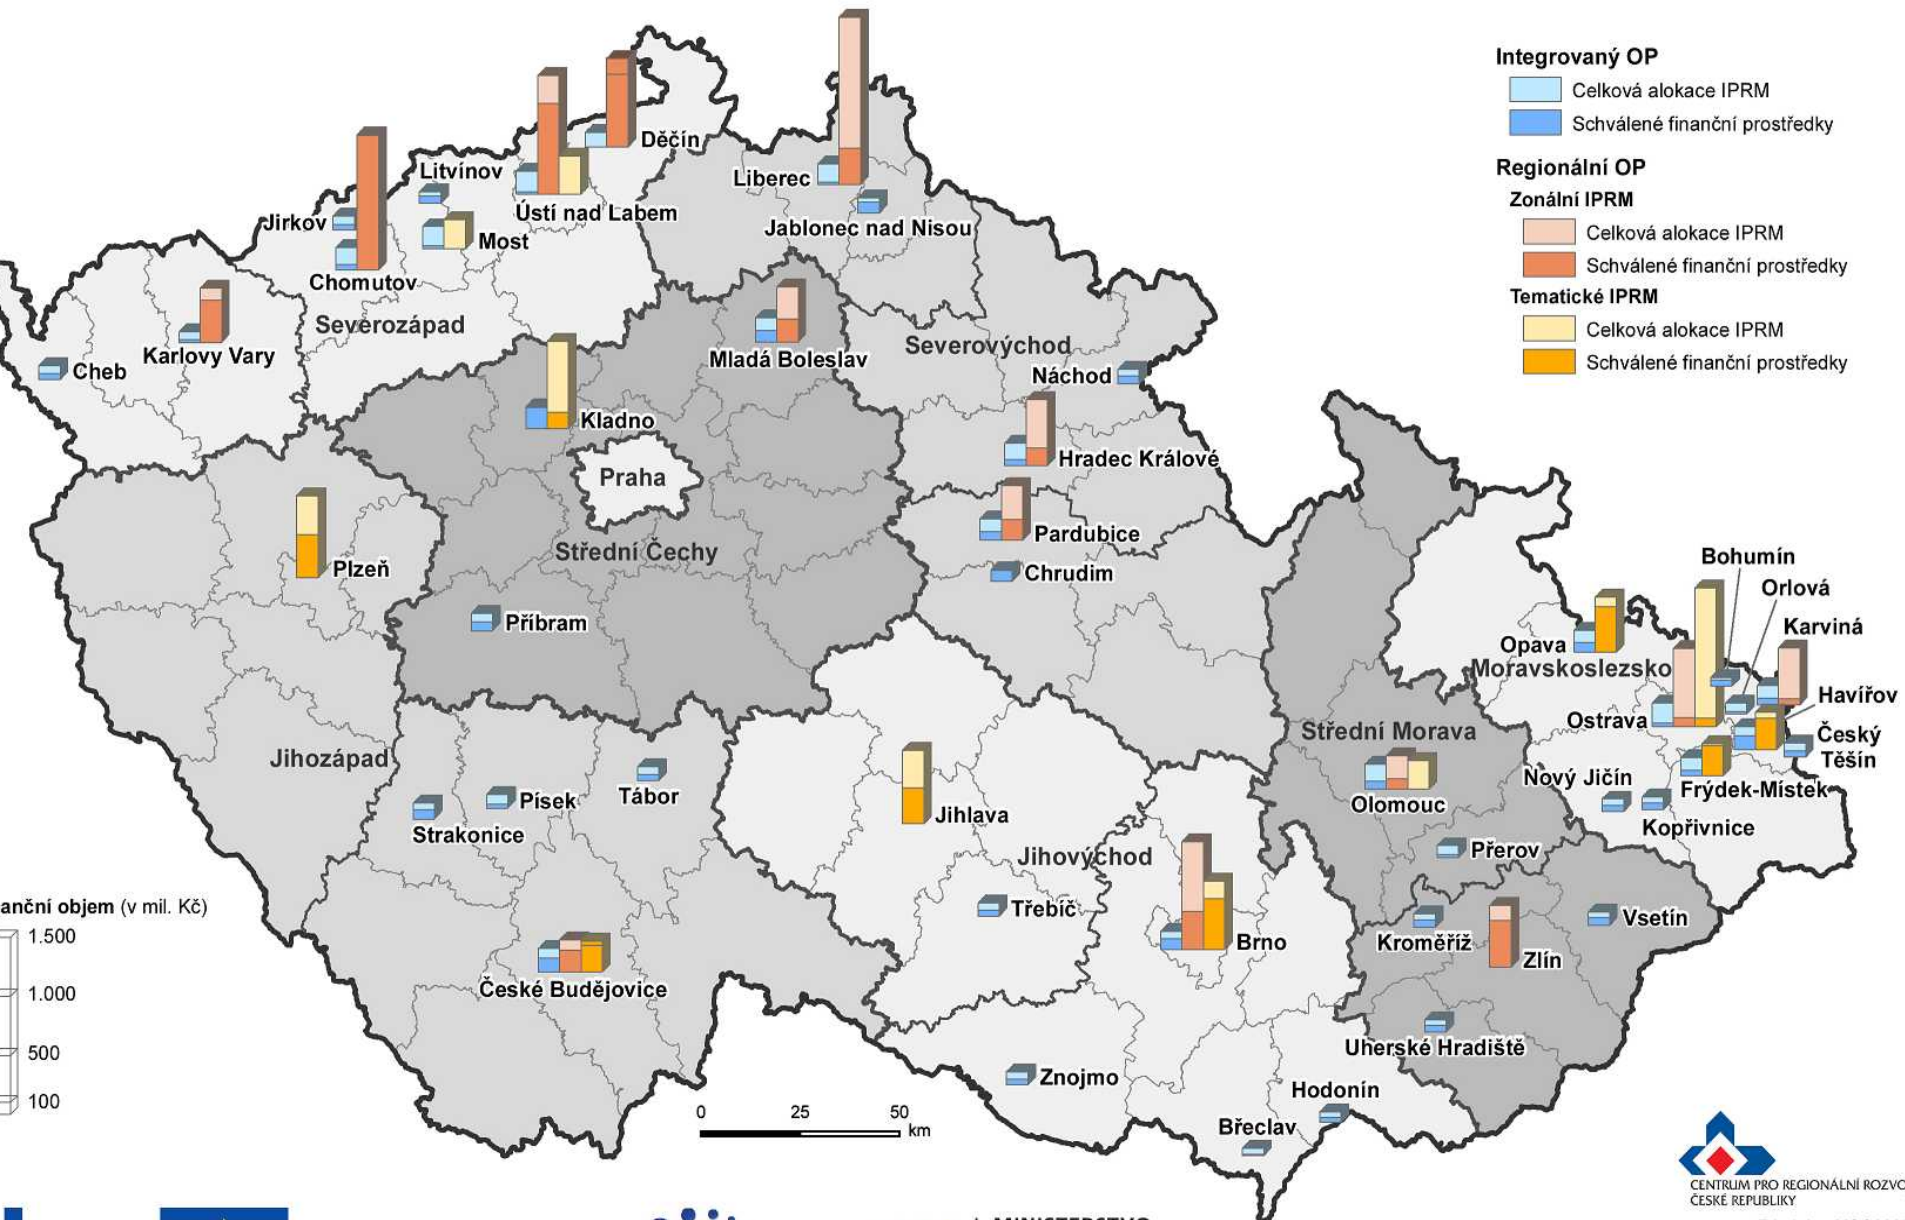 Integrovaný OP
Celková alokace IPRM
Schválené finanční prostředky
Regionální OP
Zonální IPRM
Celková alokace IPRM
Schválené finanční prostředky
Tematické IPRM
Celková alokace IPRM
Schválené finanční prostředky
Děčín
Litvínov
Liberec
Ústí nad Labem
Jirkov
Jablonec nad Nisou
Most
Chomutov
Severozápad
Karlovy Vary
Cheb
Mladá Boleslav
Severovýchod
Náchod
Kladno
Hradec Králové
Praha
Pardubice
Střední Čechy
Plzeň
Chrudim
Bohumín
Orlová
Příbram
Karviná
Opava
Moravskoslezsko
Havířov
Ostrava
Český
Těšín
Střední Morava
Jihozápad
Nový Jičín
Frýdek-Místek
Tábor
Písek
Olomouc
Strakonice
Jihlava
Kopřivnice
Přerov
Jihovýchod
Třebíč
Vsetín
Brno
Kroměříž
Zlín
České Budějovice
Uherské Hradiště
Znojmo
Hodonín
Břeclav
anční objem (v mil. Kč)
1.500
1.000
500
100
0 25 50
km
CENTRUM PRO REGIONÁLNÍ ROZVO
ČESKÉ REPUBLIKY
MINISTERSTVO